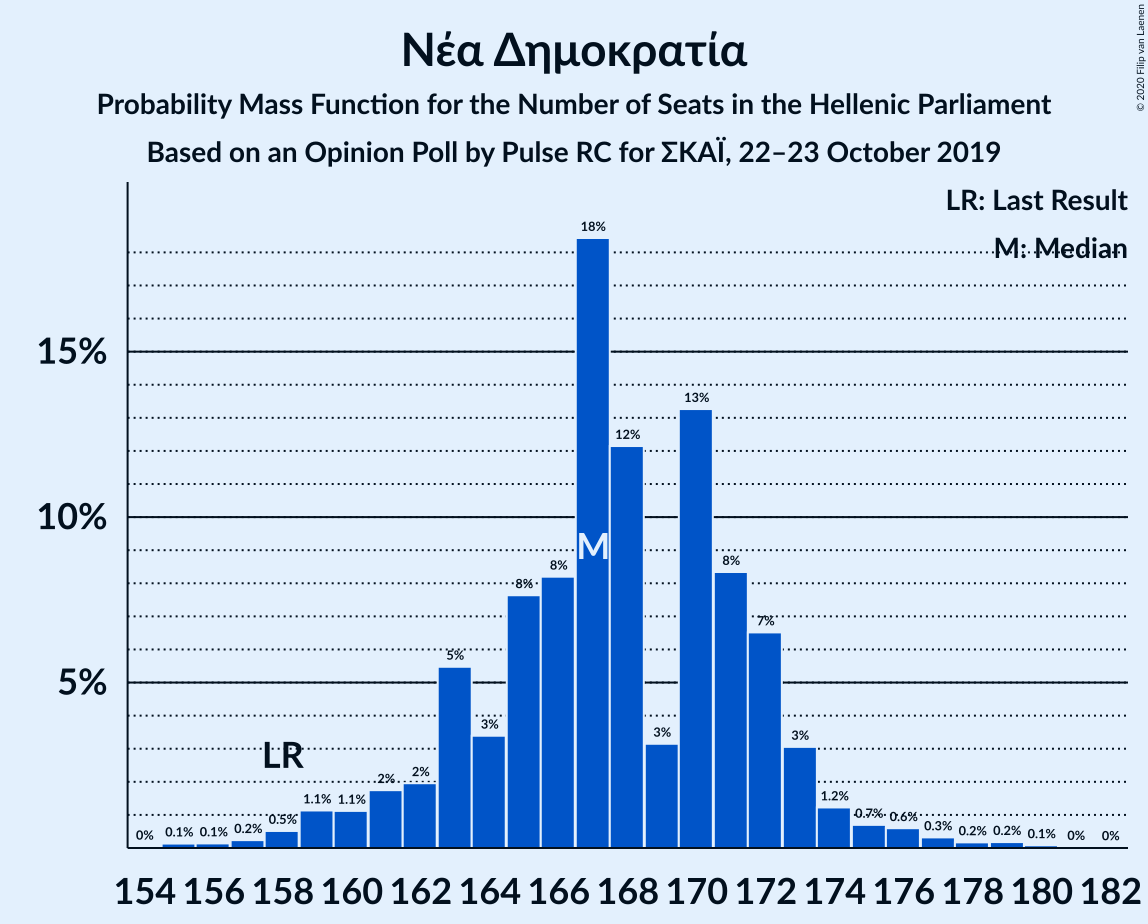 Νέα Δημοκρατία
Probability Mass Function for the Number of Seats in the Hellenic Parliament
Based on an Opinion Poll by Pulse RC for ΣΚΑΪ, 22–23 October 2019
© 2020 Filip van Laenen
LR: Last Result
M: Median
15%
10%
5%
0% 0.1% 0.1% 0.2% 0.5% 1.1% 1.1% 2% 2% 5% 3% 8% 8% 18% 12% 3% 13% 8% 7% 3% 1.2% 0.7% 0.6% 0.3% 0.2% 0.2% 0.1% 0% 0%
LR
M
154 156 158 160 162 164 166 168 170 172 174 176 178 180 182